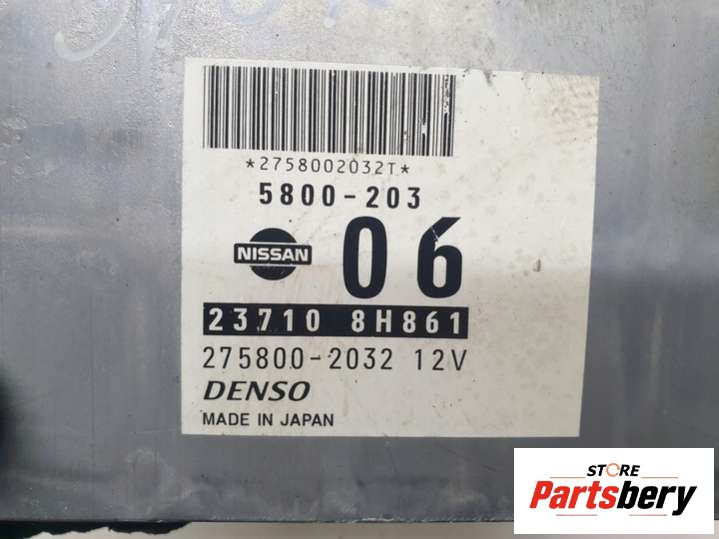 *2758002032T*
5800-203
NISSAN
06
23710 8H861
275800-2032 12V
DENSO
MADE IN JAPAN
STORE
Partsbery